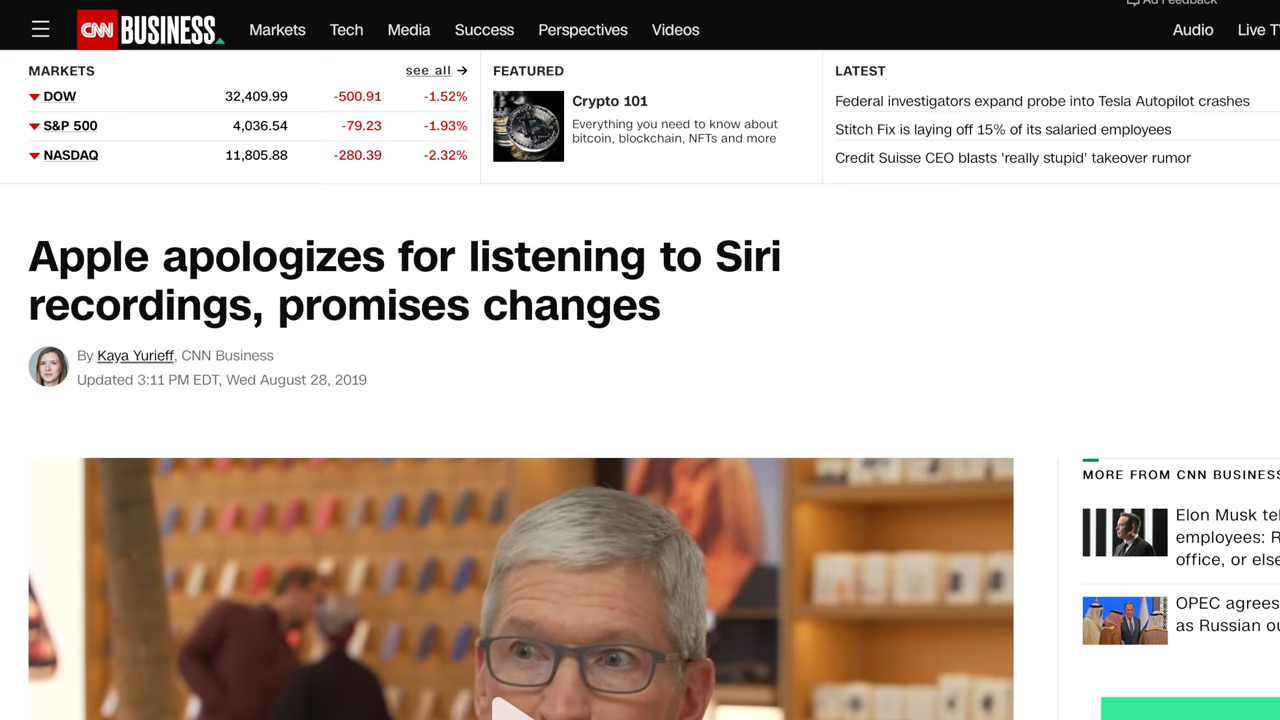 Ad Feedback
CNN BUSINESS
Markets
Tech
Media
Success
Perspectives
Videos
Audio
Live T
MARKETS
see all →
DOW 32,409.99 -500.91 -1.52%
S&P 500 4,036.54 -79.23 -1.93%
NASDAQ 11,805.88 -280.39 -2.32%
FEATURED
Crypto 101
Everything you need to know about
bitcoin, blockchain, NFTs and more
LATEST
Federal investigators expand probe into Tesla Autopilot crashes
Stitch Fix is laying off 15% of its salaried employees
Credit Suisse CEO blasts 'really stupid' takeover rumor
Apple apologizes for listening to Siri
recordings, promises changes
By Kaya Yurieff, CNN Business
Updated 3:11 PM EDT, Wed August 28, 2019
MORE FROM CNN BUSINESS
Elon Musk tel
employees: R
office, or else
OPEC agrees
as Russian ou